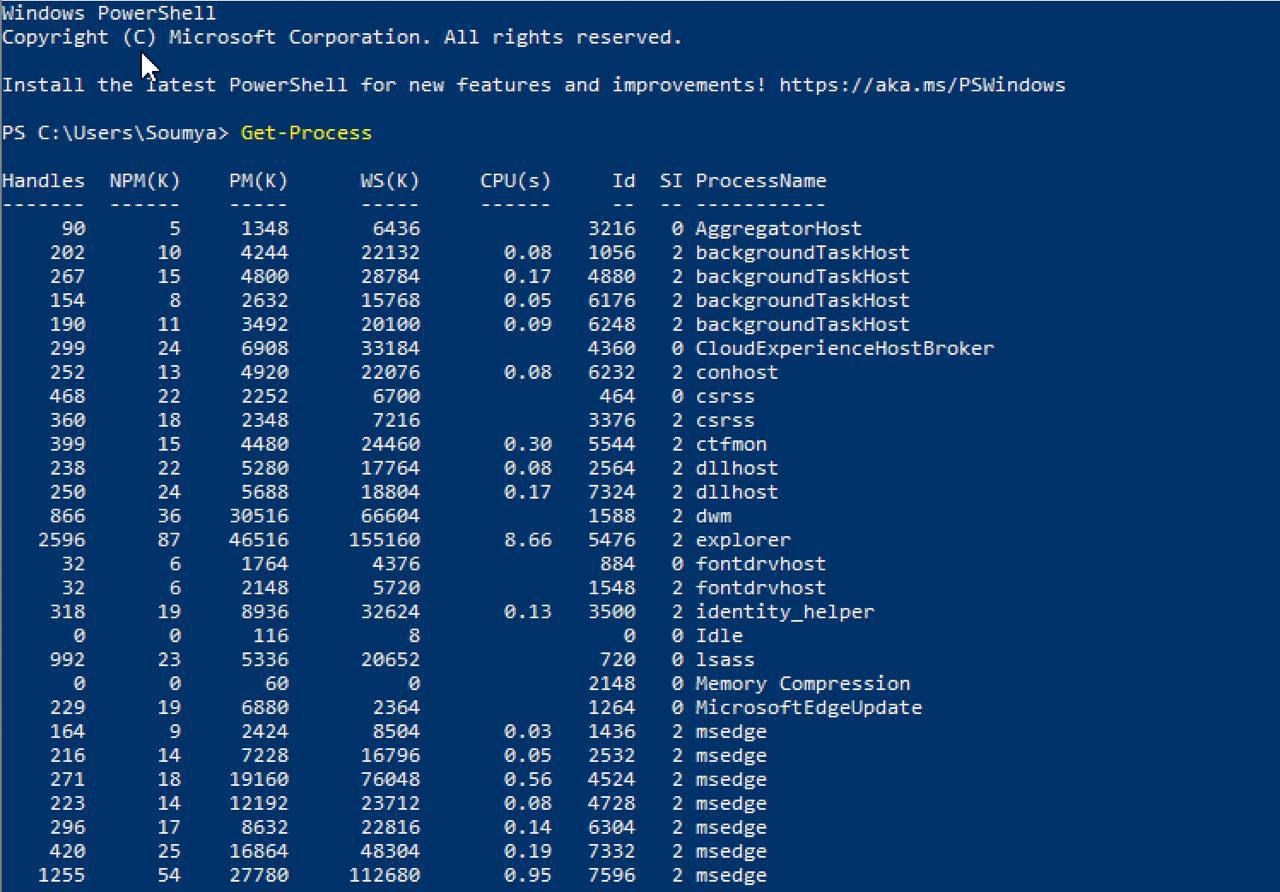 Windows PowerShell
Copyright (C) Microsoft Corporation. All rights reserved.
Install the latest PowerShell for new features and improvements! https://aka.ms/PSWindows
PS C:\Users\Soumya> Get-Process
Handles  NPM(K)    PM(K)      WS(K)     CPU(s)     Id  SI ProcessName
-------  ------    -----      -----     ------     --  -- -----------
     90       5     1348       6436              3216   0 AggregatorHost
    202      10     4244      22132       0.08   1056   2 backgroundTaskHost
    267      15     4800      28784       0.17   4880   2 backgroundTaskHost
    154       8     2632      15768       0.05   6176   2 backgroundTaskHost
    190      11     3492      20100       0.09   6248   2 backgroundTaskHost
    299      24     6908      33184              4360   0 CloudExperienceHostBroker
    252      13     4920      22076       0.08   6232   2 conhost
    468      22     2252       6700               464   0 csrss
    360      18     2348       7216              3376   2 csrss
    399      15     4480      24460       0.30   5544   2 ctfmon
    238      22     5280      17764       0.08   2564   2 dllhost
    250      24     5688      18804       0.17   7324   2 dllhost
    866      36    30516      66604              1588   2 dwm
   2596      87    46516     155160       8.66   5476   2 explorer
     32       6     1764       4376               884   0 fontdrvhost
     32       6     2148       5720              1548   2 fontdrvhost
    318      19     8936      32624       0.13   3500   2 identity_helper
      0       0      116          8                 0   0 Idle
    992      23     5336      20652               720   0 lsass
      0       0       60          0              2148   0 Memory Compression
    229      19     6880       2364              1264   0 MicrosoftEdgeUpdate
    164       9     2424       8504       0.03   1436   2 msedge
    216      14     7228      16796       0.05   2532   2 msedge
    271      18    19160      76048       0.56   4524   2 msedge
    223      14    12192      23712       0.08   4728   2 msedge
    296      17     8632      22816       0.14   6304   2 msedge
    420      25    16864      48304       0.19   7332   2 msedge
   1255      54    27780     112680       0.95   7596   2 msedge